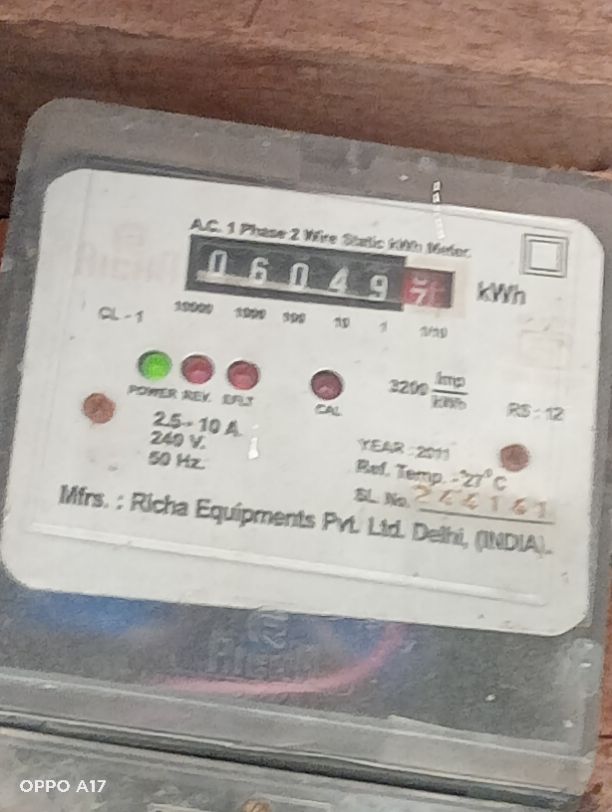 A.C. 1 Phase 2 Wire Static kWh Meter
0 6 0 4 9
kWh
10000 1000 100 10 1 1/10
CL - 1
POWER REV. E/FLT
CAL
3200 Imp
kWh
RS : 12
2.5 - 10 A.
240 V.
50 Hz.
YEAR : 2011
Ref. Temp. - 27°C
SL. No.
Mfrs. : Richa Equipments Pvt. Ltd. Delhi, (INDIA).
OPPO A17